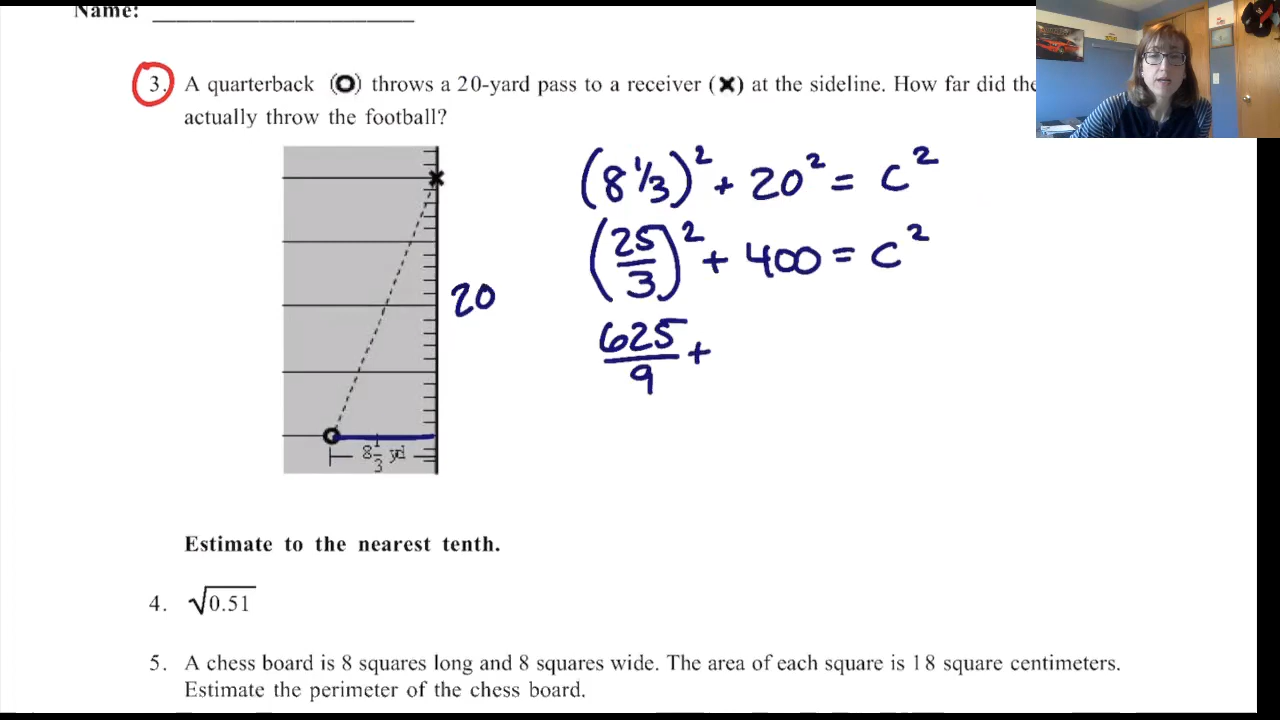 Name: ____________________
3. A quarterback (O) throws a 20-yard pass to a receiver (✖) at the sideline. How far did the
actually throw the football?
(8 1/3)² + 20² = c²
(25/3)² + 400 = c²
20
625/9 +
8 1/3 yd
Estimate to the nearest tenth.
4. √0.51
5. A chess board is 8 squares long and 8 squares wide. The area of each square is 18 square centimeters.
Estimate the perimeter of the chess board.